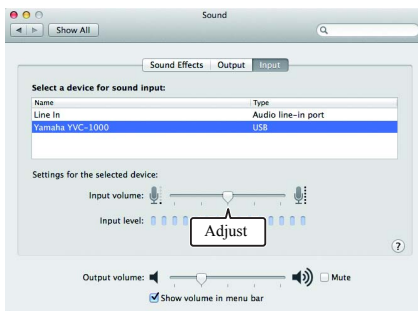 Sound
Show All
Sound Effects Output Input
Select a device for sound input:
Name Type
Line In Audio line-in port
Yamaha YVC-1000 USB
Settings for the selected device:
Input volume:
Input level:
Adjust
?
Output volume: Mute
Show volume in menu bar